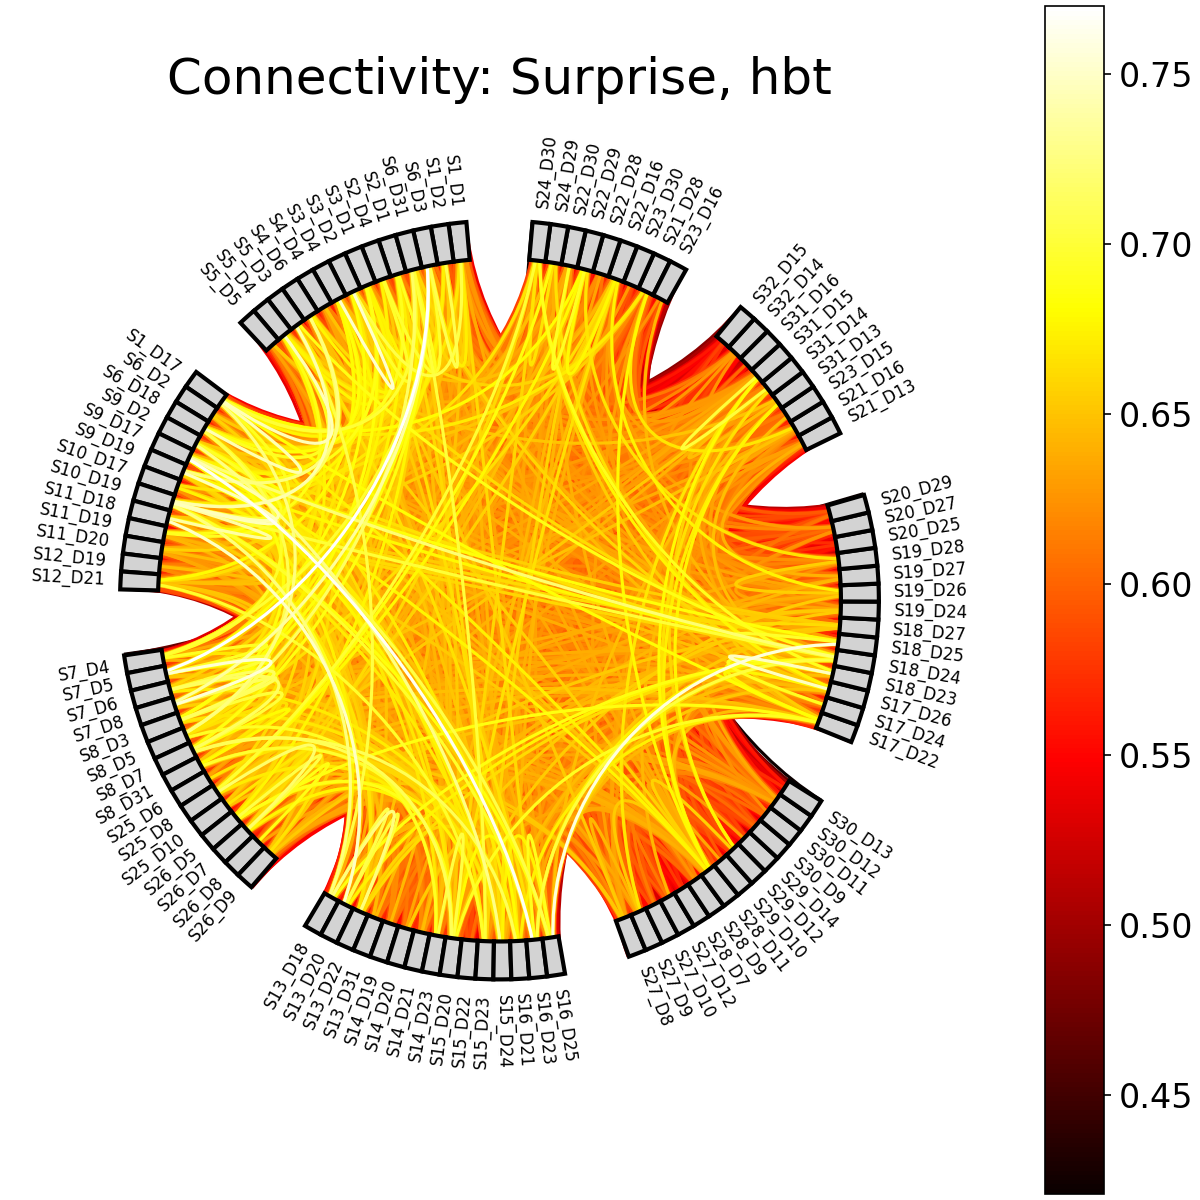 Connectivity: Surprise, hbt
S1_D1
S1_D2
S6_D3
S6_D31
S2_D1
S2_D4
S3_D1
S3_D2
S3_D4
S4_D4
S4_D6
S5_D3
S5_D4
S5_D5
S1_D17
S6_D2
S6_D18
S9_D2
S9_D17
S9_D19
S10_D17
S10_D19
S11_D18
S11_D19
S11_D20
S12_D19
S12_D21
S7_D4
S7_D5
S7_D6
S7_D8
S8_D3
S8_D5
S8_D7
S8_D31
S25_D6
S25_D8
S25_D10
S26_D5
S26_D7
S26_D8
S26_D9
S13_D18
S13_D20
S13_D22
S13_D31
S14_D19
S14_D20
S14_D21
S14_D23
S15_D20
S15_D22
S15_D23
S15_D24
S16_D21
S16_D23
S16_D25
S27_D8
S27_D9
S27_D10
S27_D12
S28_D7
S28_D9
S28_D11
S29_D10
S29_D12
S29_D14
S30_D9
S30_D11
S30_D12
S30_D13
S17_D22
S17_D24
S17_D26
S18_D23
S18_D24
S18_D25
S18_D27
S19_D24
S19_D26
S19_D27
S19_D28
S20_D25
S20_D27
S20_D29
S21_D13
S21_D16
S23_D15
S31_D13
S31_D14
S31_D15
S31_D16
S32_D14
S32_D15
S23_D16
S21_D28
S23_D30
S22_D16
S22_D28
S22_D29
S22_D30
S24_D29
S24_D30
0.75
0.70
0.65
0.60
0.55
0.50
0.45